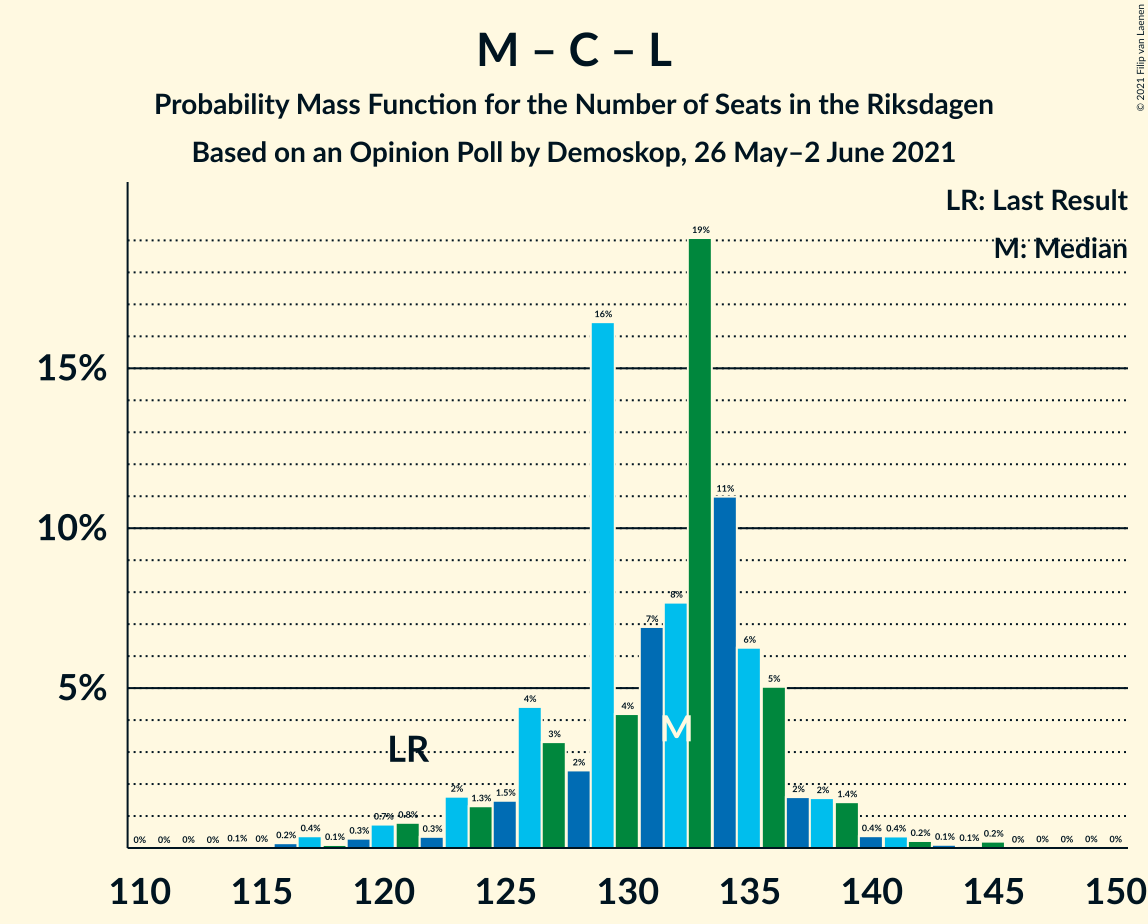 M – C – L
Probability Mass Function for the Number of Seats in the Riksdagen
Based on an Opinion Poll by Demoskop, 26 May–2 June 2021
© 2021 Filip van Laenen
LR: Last Result
M: Median
15%
10%
5%
0% 0% 0% 0% 0.1% 0% 0.2% 0.4% 0.1% 0.3% 0.7% 0.8% 0.3% 2% 1.3% 1.5% 4% 3% 2% 16% 4% 7% 8% 19% 11% 6% 5% 2% 2% 1.4% 0.4% 0.4% 0.2% 0.1% 0.1% 0.2% 0% 0% 0% 0% 0%
LR
M
110 115 120 125 130 135 140 145 150